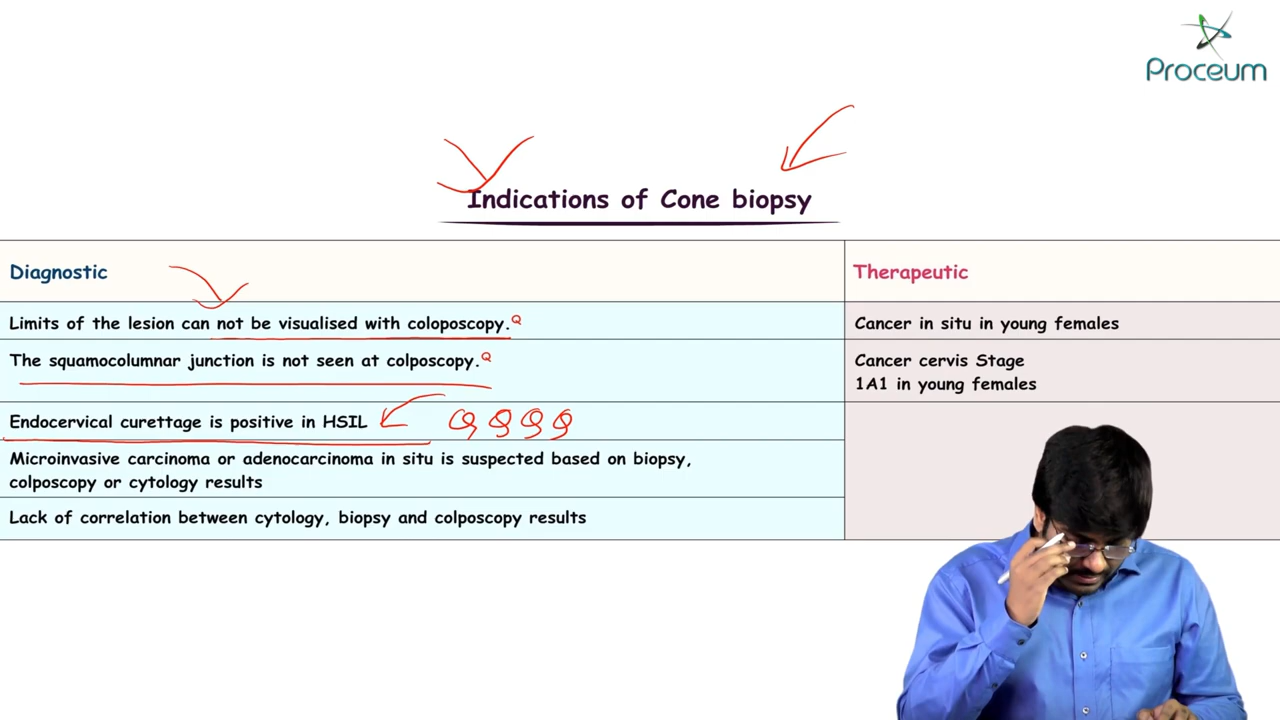 Proceum
Indications of Cone biopsy
Diagnostic
Therapeutic
Limits of the lesion can not be visualised with coloposcopy.Q
Cancer in situ in young females
The squamocolumnar junction is not seen at colposcopy.Q
Cancer cervis Stage
1A1 in young females
Endocervical curettage is positive in HSIL
Q Q Q Q
Microinvasive carcinoma or adenocarcinoma in situ is suspected based on biopsy,
colposcopy or cytology results
Lack of correlation between cytology, biopsy and colposcopy results